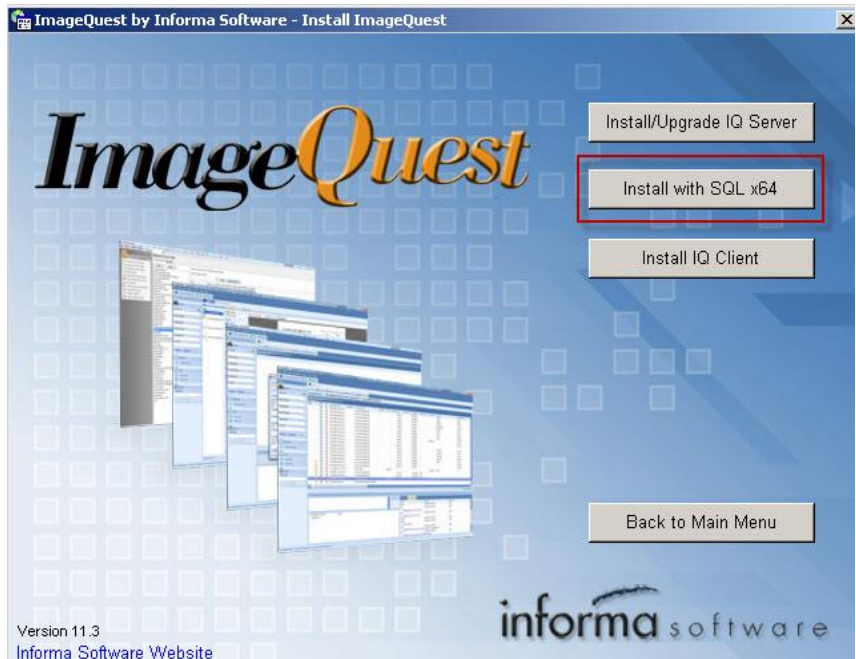 ImageQuest by Informa Software - Install ImageQuest
ImageQuest
Install/Upgrade IQ Server
Install with SQL x64
Install IQ Client
Back to Main Menu
informa software
Version 11.3
Informa Software Website